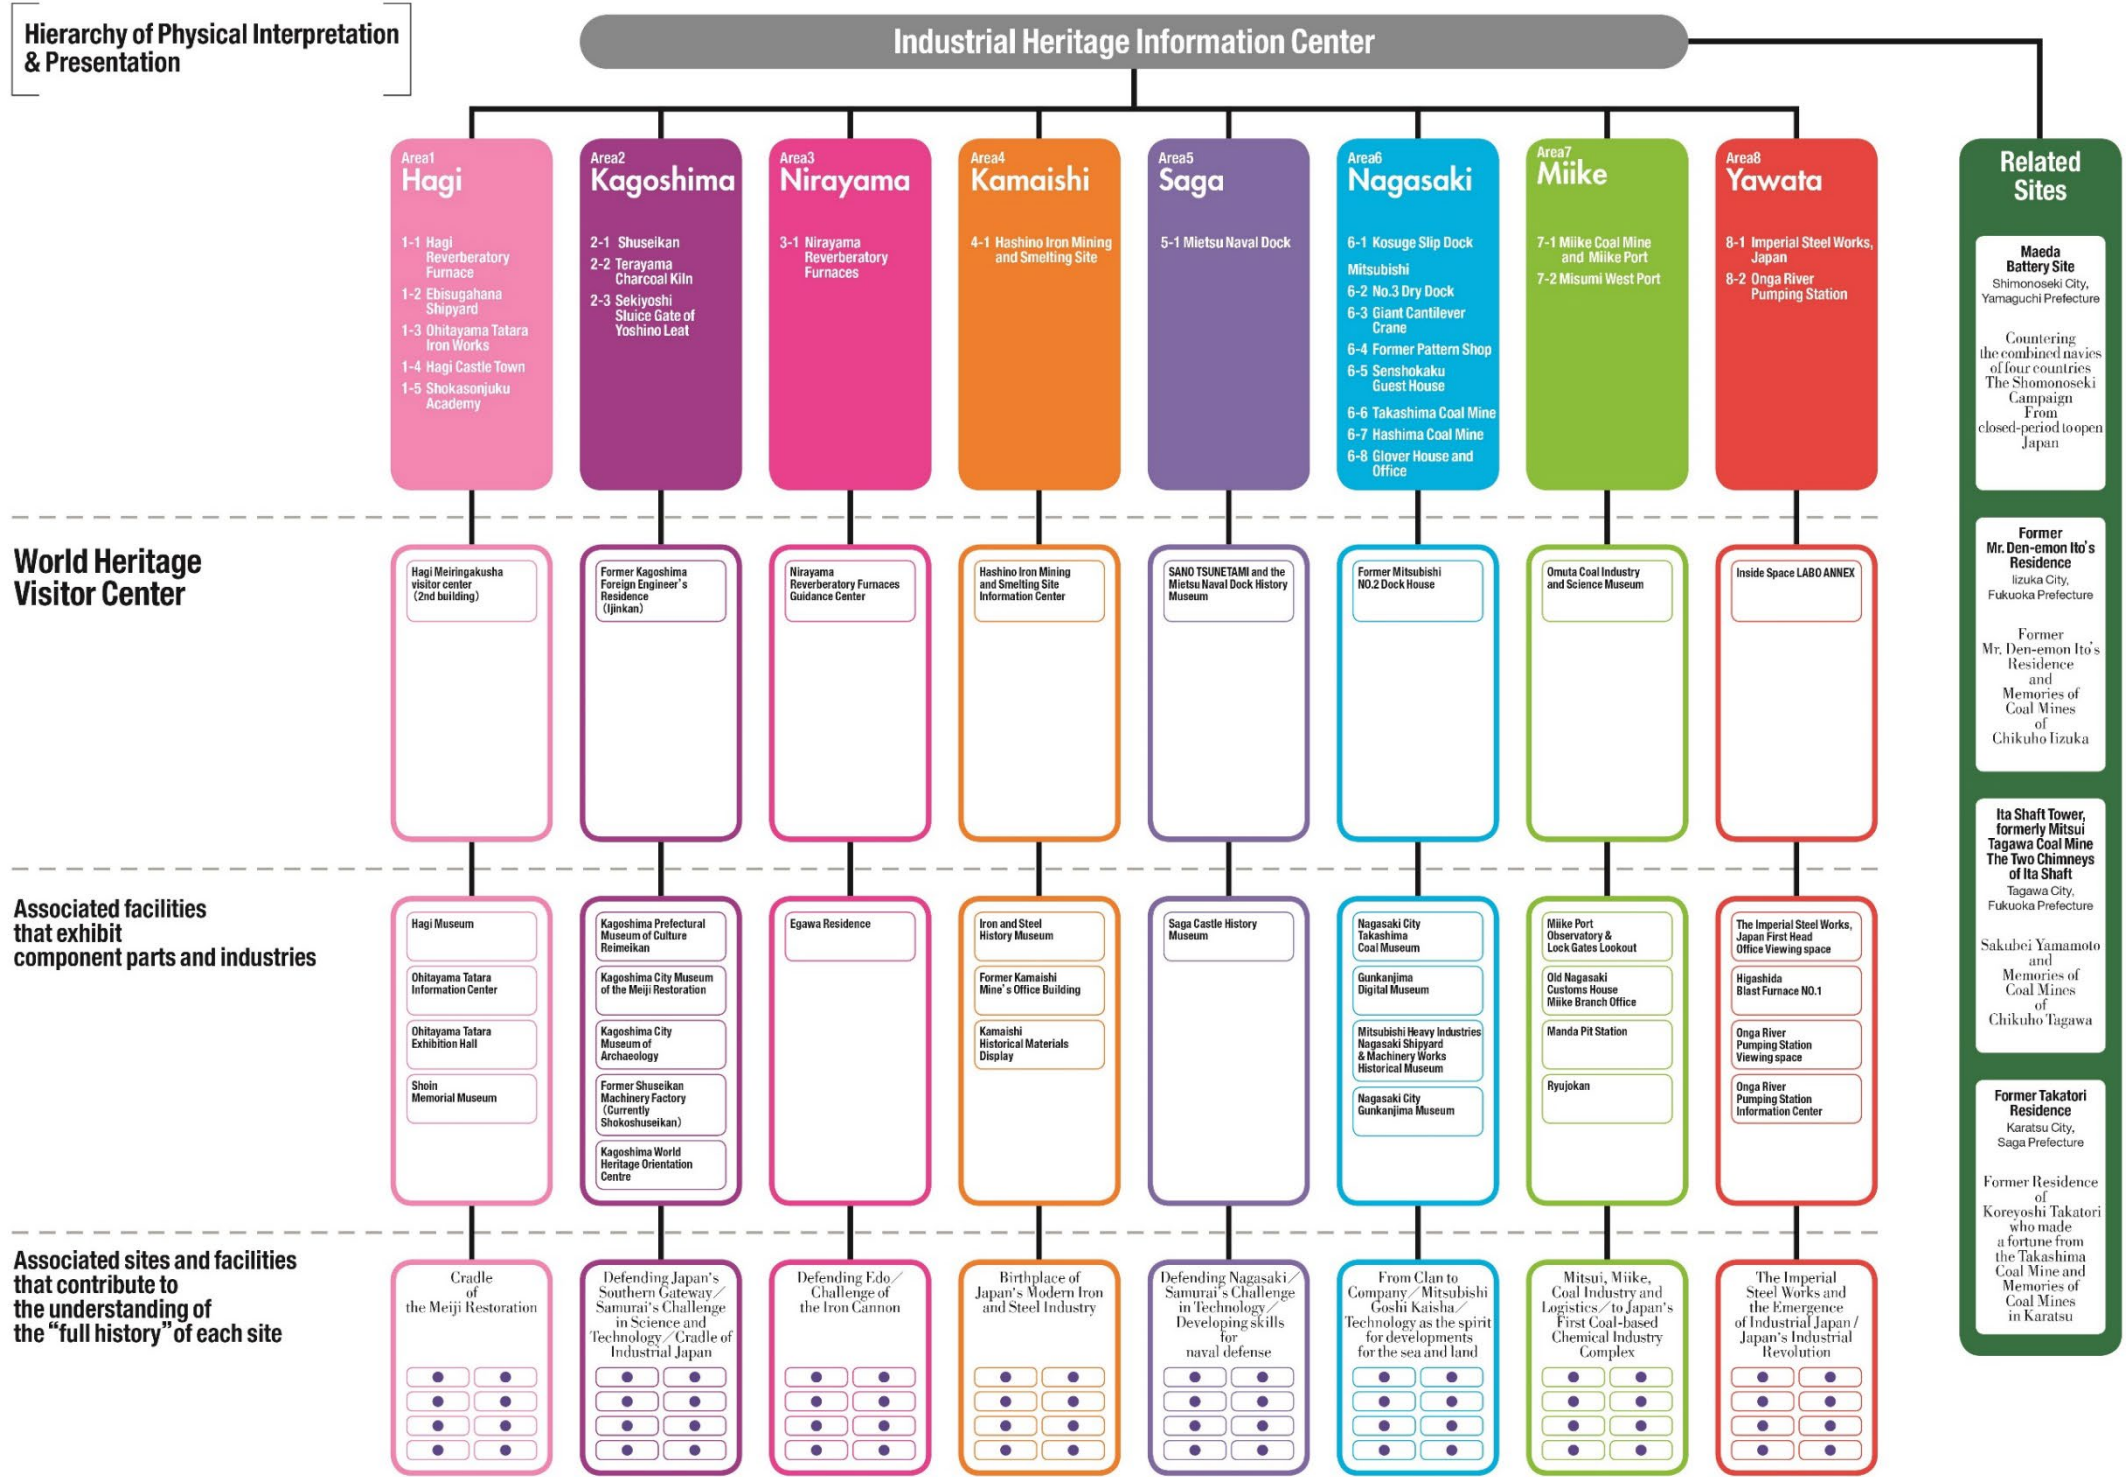 Hierarchy of Physical Interpretation
& Presentation
Industrial Heritage Information Center
Area1
Hagi
1-1 Hagi
Reverberatory
Furnace
1-2 Ebisugahana
Shipyard
1-3 Ohitayama Tatara
Iron Works
1-4 Hagi Castle Town
1-5 Shokasonjuku
Academy
Area2
Kagoshima
2-1 Shuseikan
2-2 Terayama
Charcoal Kiln
2-3 Sekiyoshi
Sluice Gate of
Yoshino Leat
Area3
Nirayama
3-1 Nirayama
Reverberatory
Furnaces
Area4
Kamaishi
4-1 Hashino Iron Mining
and Smelting Site
Area5
Saga
5-1 Mietsu Naval Dock
Area6
Nagasaki
6-1 Kosuge Slip Dock
Mitsubishi
6-2 No.3 Dry Dock
6-3 Giant Cantilever
Crane
6-4 Former Pattern Shop
6-5 Senshokaku
Guest House
6-6 Takashima Coal Mine
6-7 Hashima Coal Mine
6-8 Glover House and
Office
Area7
Miike
7-1 Miike Coal Mine
and Miike Port
7-2 Misumi West Port
Area8
Yawata
8-1 Imperial Steel Works,
Japan
8-2 Onga River
Pumping Station
World Heritage
Visitor Center
Hagi Meiringakusha
visitor center
(2nd building)
Former Kagoshima
Foreign Engineer's
Residence
(Ijinkan)
Nirayama
Reverberatory Furnaces
Guidance Center
Hashino Iron Mining
and Smelting Site
Information Center
SANO TSUNETAMI and the
Mietsu Naval Dock History
Museum
Former Mitsubishi
NO.2 Dock House
Omuta Coal Industry
and Science Museum
Inside Space LABO ANNEX
Associated facilities
that exhibit
component parts and industries
Hagi Museum
Ohitayama Tatara
Information Center
Ohitayama Tatara
Exhibition Hall
Shoin
Memorial Museum
Kagoshima Prefectural
Museum of Culture
Reimeikan
Kagoshima City Museum
of the Meiji Restoration
Kagoshima City
Museum of
Archaeology
Former Shuseikan
Machinery Factory
(Currently
Shokoshuseikan)
Kagoshima World
Heritage Orientation
Centre
Egawa Residence
Iron and Steel
History Museum
Former Kamaishi
Mine's Office Building
Kamaishi
Historical Materials
Display
Saga Castle History
Museum
Nagasaki City
Takashima
Coal Museum
Gunkanjima
Digital Museum
Mitsubishi Heavy Industries
Nagasaki Shipyard
& Machinery Works
Historical Museum
Nagasaki City
Gunkanjima Museum
Miike Port
Observatory &
Lock Gates Lookout
Old Nagasaki
Customs House
Miike Branch Office
Manda Pit Station
Ryujokan
The Imperial Steel Works,
Japan First Head
Office Viewing space
Higashida
Blast Furnace NO.1
Onga River
Pumping Station
Viewing space
Onga River
Pumping Station
Information Center
Associated sites and facilities
that contribute to
the understanding of
the "full history" of each site
Cradle
of
the Meiji Restoration
Defending Japan's
Southern Gateway/
Samurai's Challenge
in Science and
Technology/Cradle of
Industrial Japan
Defending Edo/
Challenge of
the Iron Cannon
Birthplace of
Japan's Modern Iron
and Steel Industry
Defending Nagasaki/
Samurai's Challenge
in Technology/
Developing skills
for
naval defense
From Clan to
Company/Mitsubishi
Goshi Kaisha/
Technology as the spirit
for developments
for the sea and land
Mitsui, Miike,
Coal Industry and
Logistics/to Japan's
First Coal-based
Chemical Industry
Complex
The Imperial
Steel Works and
the Emergence
of Industrial Japan/
Japan's Industrial
Revolution
Related
Sites
Maeda
Battery Site
Shimonoseki City,
Yamaguchi Prefecture
Countering
the combined navies
of four countries
The Shomonoseki
Campaign
From
closed-period to open
Japan
Former
Mr. Den-emon Ito's
Residence
Iizuka City,
Fukuoka Prefecture
Former
Mr. Den-emon Ito's
Residence
and
Memories of
Coal Mines
of
Chikuho Iizuka
Ita Shaft Tower,
formerly Mitsui
Tagawa Coal Mine
The Two Chimneys
of Ita Shaft
Tagawa City,
Fukuoka Prefecture
Sakubei Yamamoto
and
Memories of
Coal Mines
of
Chikuho Tagawa
Former Takatori
Residence
Karatsu City,
Saga Prefecture
Former Residence
of
Koreyoshi Takatori
who made
a fortune from
the Takashima
Coal Mine and
Memories of
Coal Mines
in Karatsu